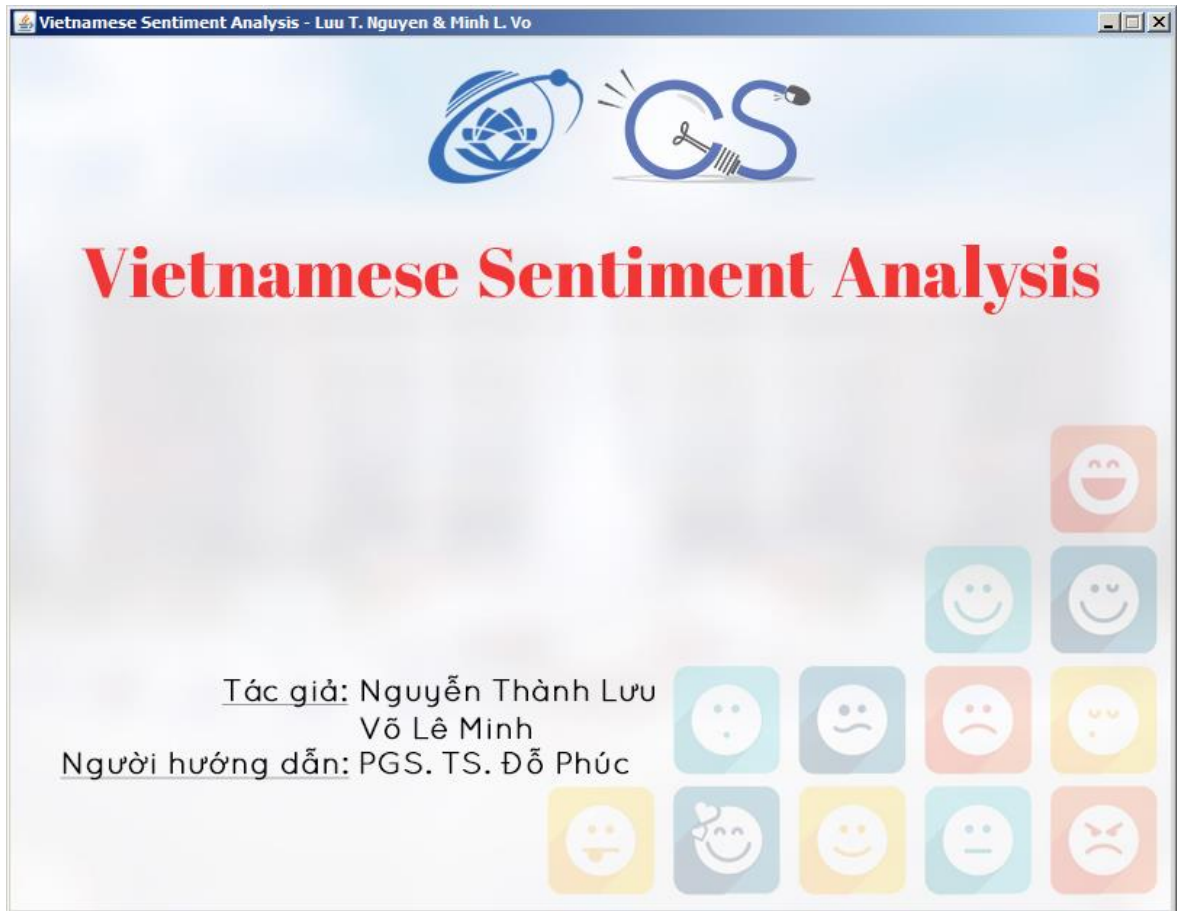 Vietnamese Sentiment Analysis - Luu T. Nguyen & Minh L. Vo
CS
Vietnamese Sentiment Analysis
Tác giả: Nguyễn Thành Lưu
Võ Lê Minh
Người hướng dẫn: PGS. TS. Đỗ Phúc